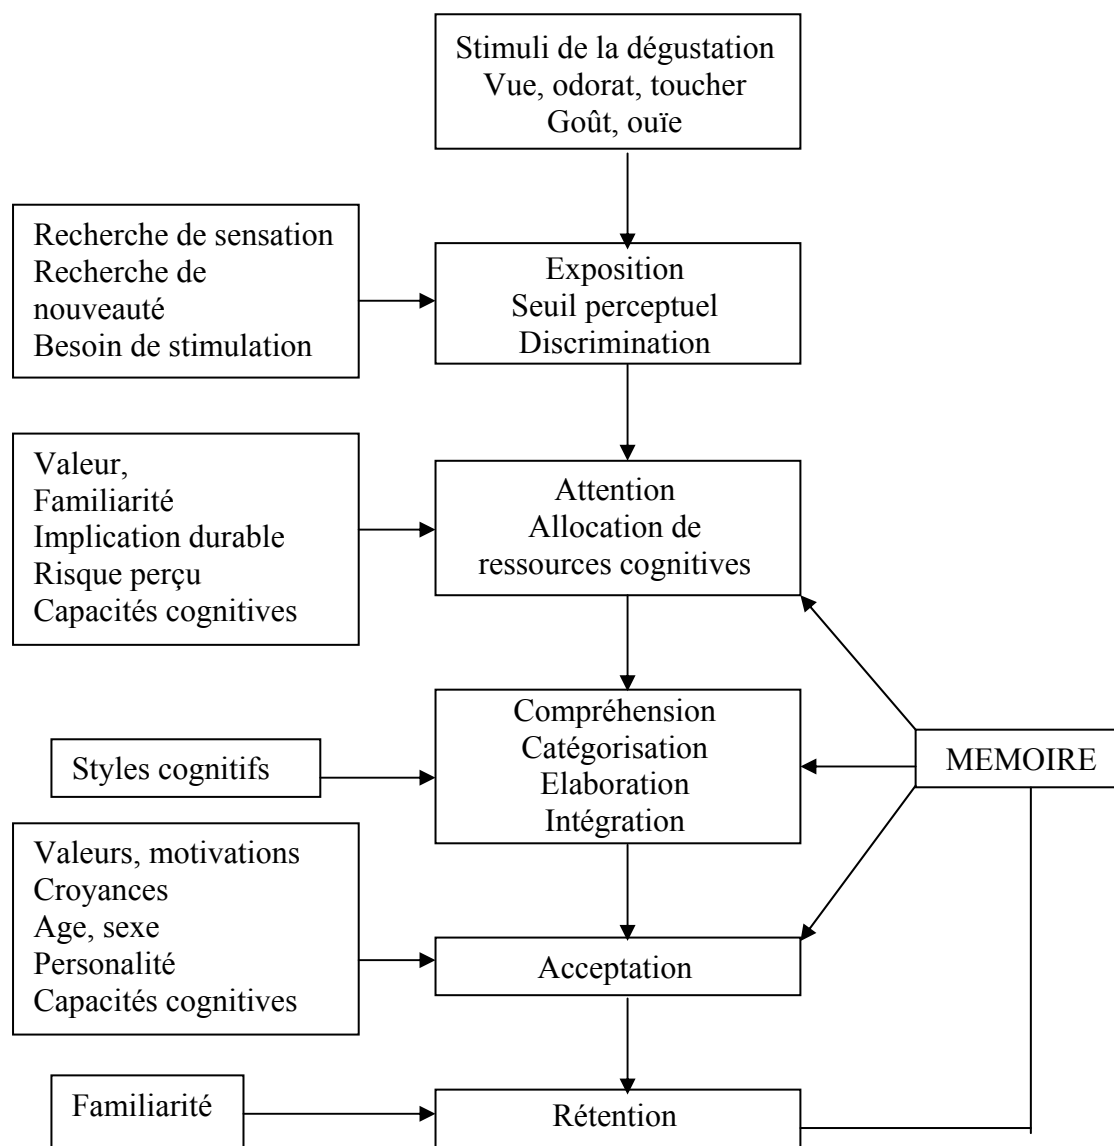 Stimuli de la dégustation
Vue, odorat, toucher
Goût, ouïe
Recherche de sensation
Recherche de
nouveauté
Besoin de stimulation
Exposition
Seuil perceptuel
Discrimination
Valeur,
Familiarité
Implication durable
Risque perçu
Capacités cognitives
Attention
Allocation de
ressources cognitives
Styles cognitifs
Compréhension
Catégorisation
Elaboration
Intégration
MEMOIRE
Valeurs, motivations
Croyances
Age, sexe
Personalité
Capacités cognitives
Acceptation
Familiarité
Rétention